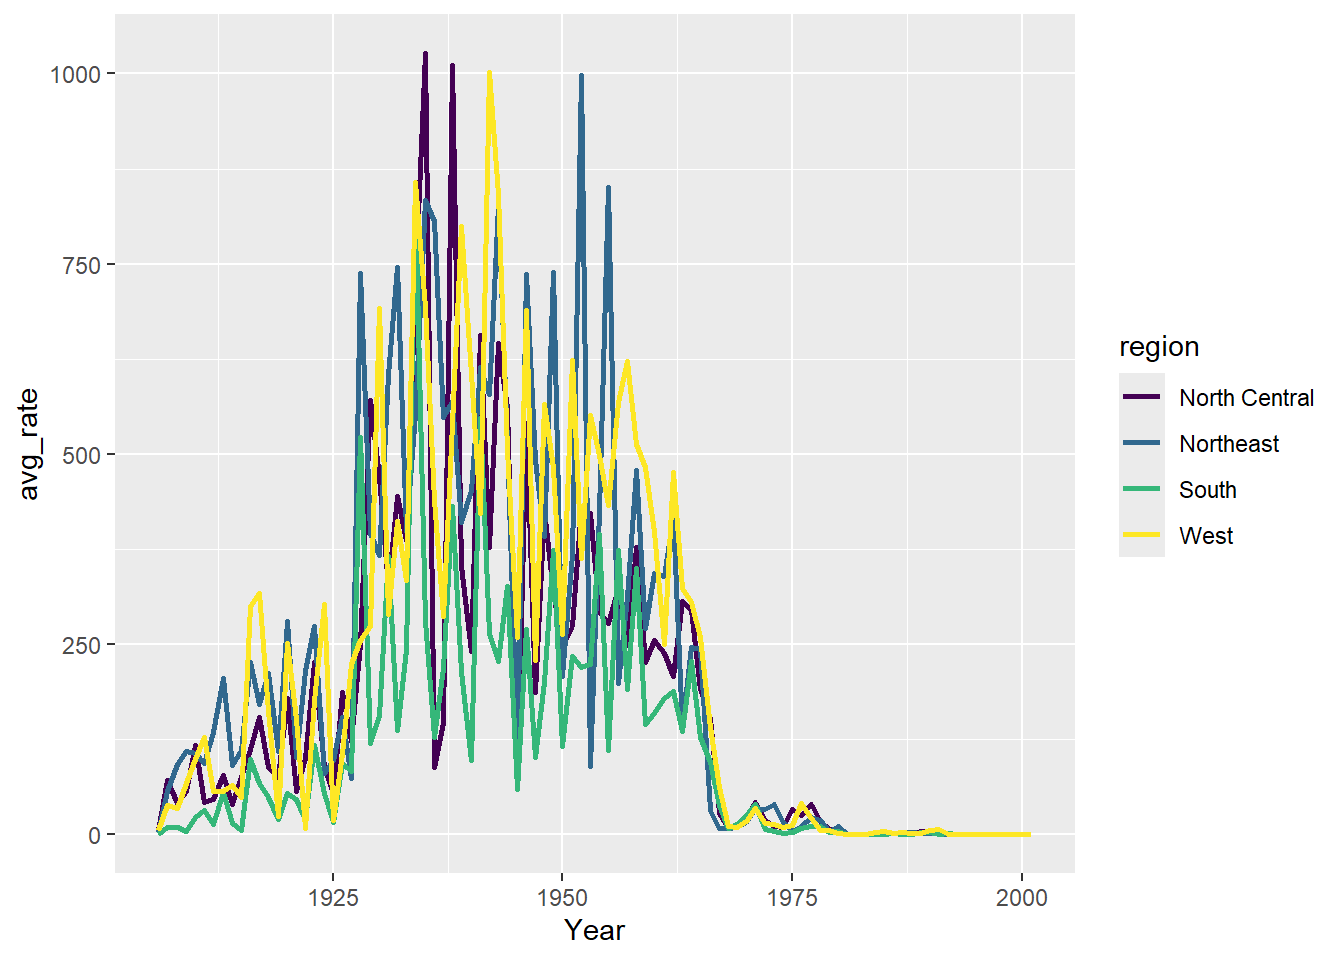 1000
750
500
250
0
avg_rate
1925
1950
1975
2000
Year
region
North Central
Northeast
South
West